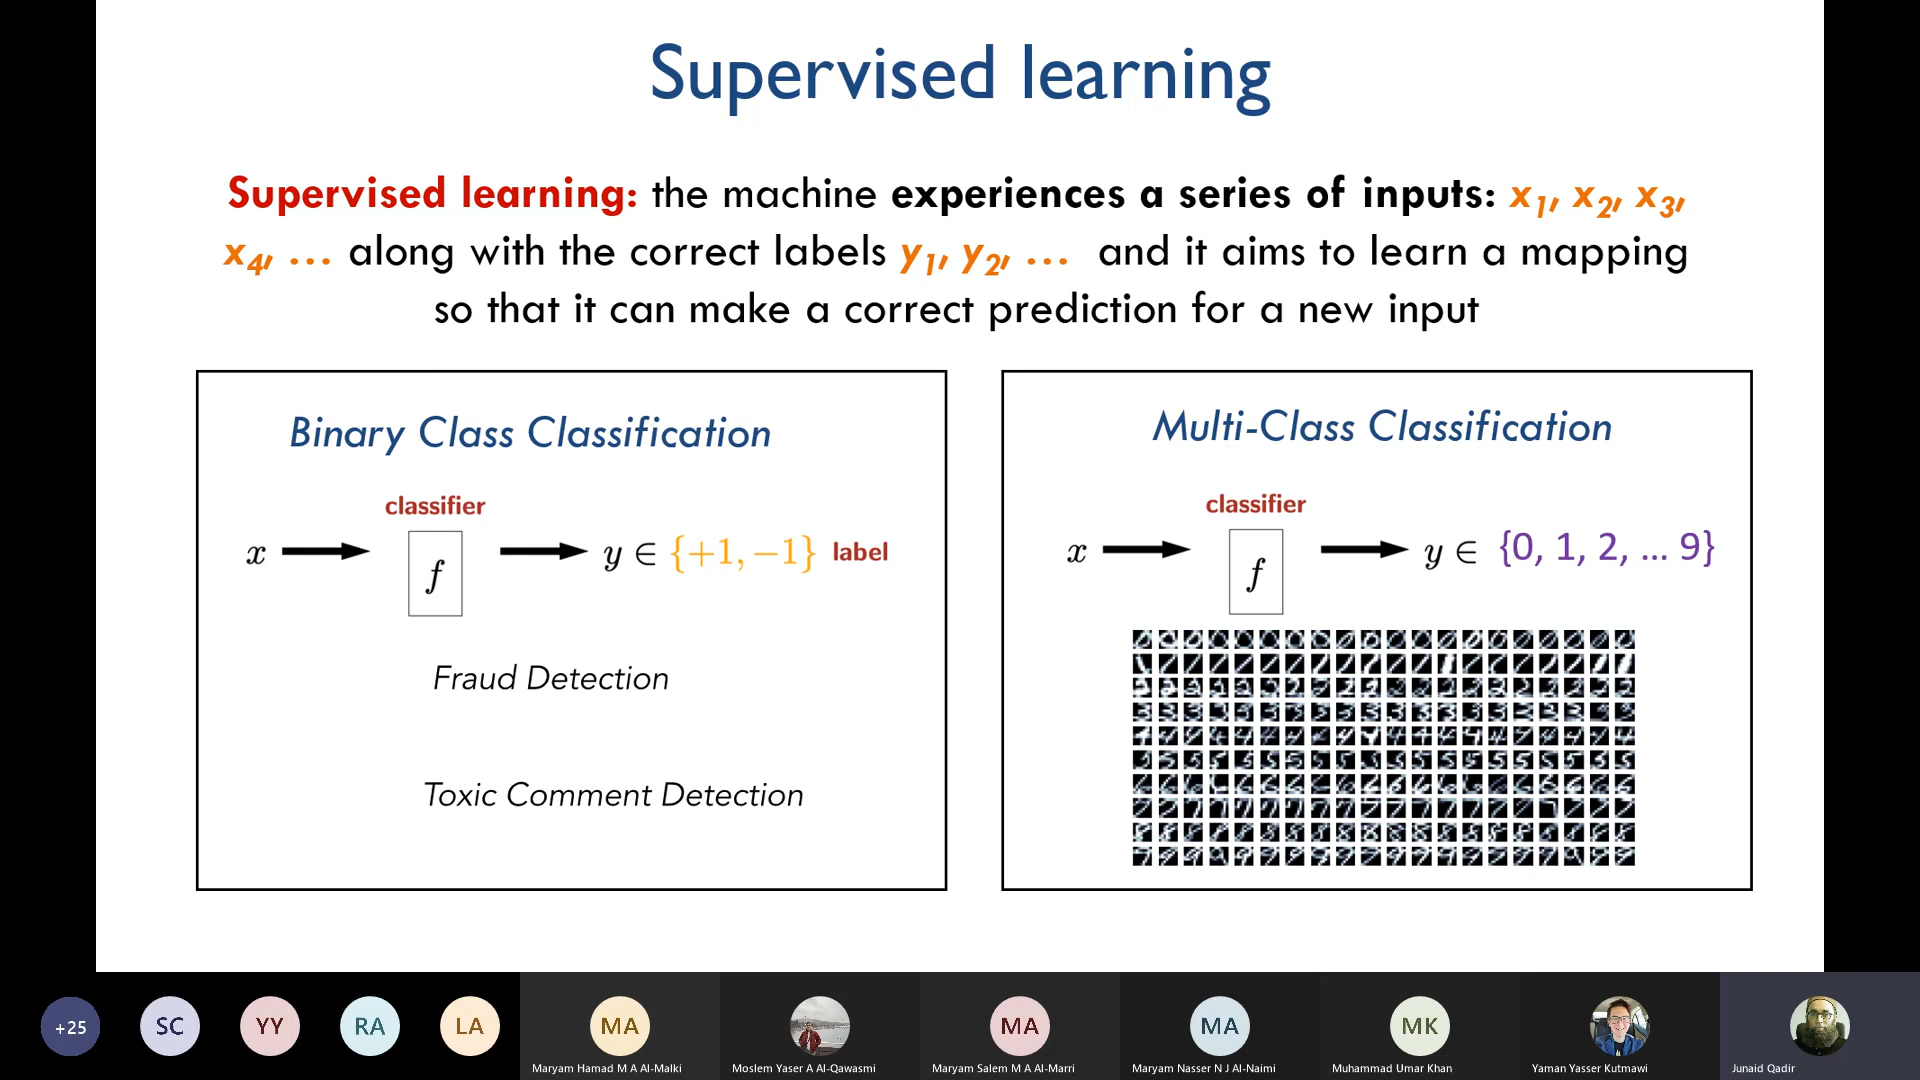 Supervised learning
Supervised learning: the machine experiences a series of inputs: x1, x2, x3,
x4, … along with the correct labels y1, y2, … and it aims to learn a mapping
so that it can make a correct prediction for a new input
Binary Class Classification
classifier
x f y ∈ {+1, −1} label
Fraud Detection
Toxic Comment Detection
Multi-Class Classification
classifier
x f y ∈ {0, 1, 2, ... 9}
+25 SC YY RA LA MA MA MA MK
Maryam Hamad M A Al-Malki Moslem Yaser A Al-Qawasmi Maryam Salem M A Al-Marri Maryam Nasser N J Al-Naimi Muhammad Umar Khan Yaman Yasser Kutmawi Junaid Qadir